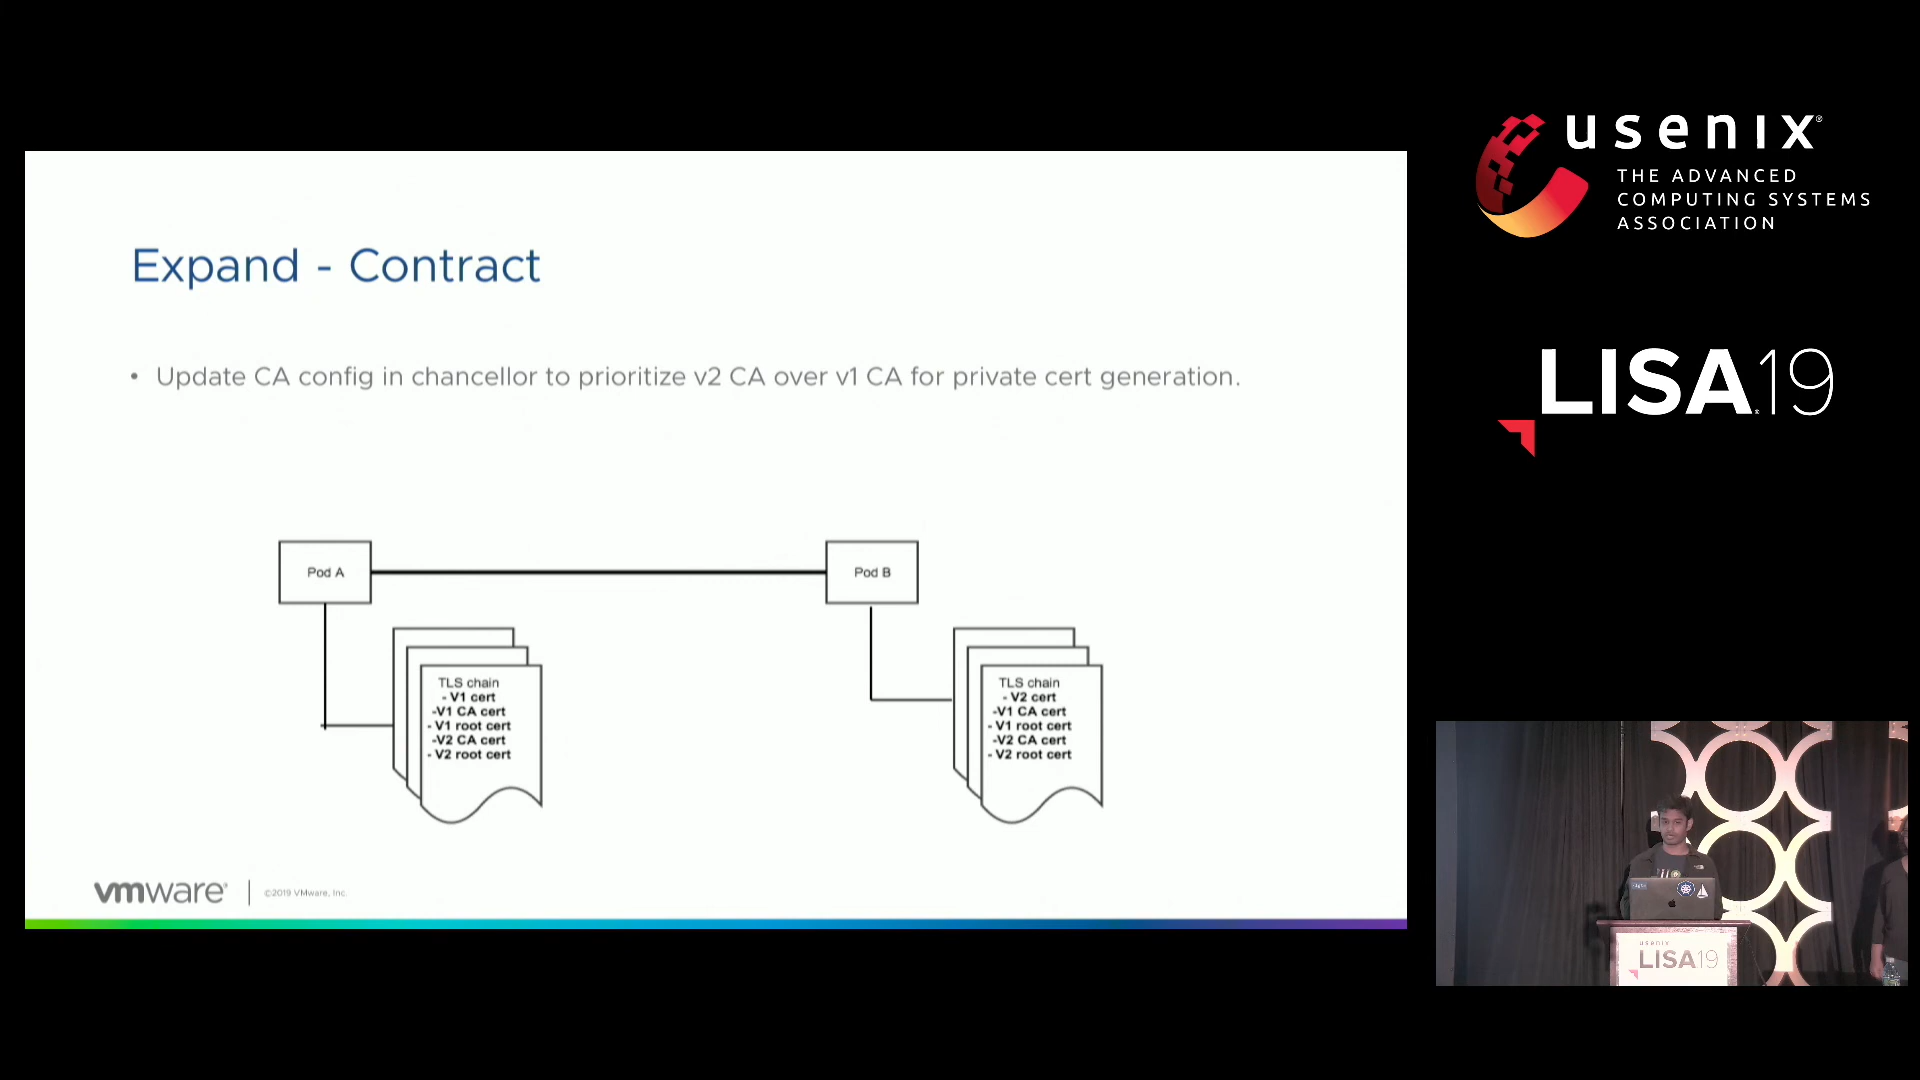 Expand - Contract
• Update CA config in chancellor to prioritize v2 CA over v1 CA for private cert generation.
Pod A
Pod B
TLS chain
- V1 cert
-V1 CA cert
- V1 root cert
-V2 CA cert
- V2 root cert
TLS chain
- V2 cert
-V1 CA cert
- V1 root cert
-V2 CA cert
- V2 root cert
vmware®
©2019 VMware, Inc.
usenix®
THE ADVANCED
COMPUTING SYSTEMS
ASSOCIATION
LISA19
usenix
LISA19